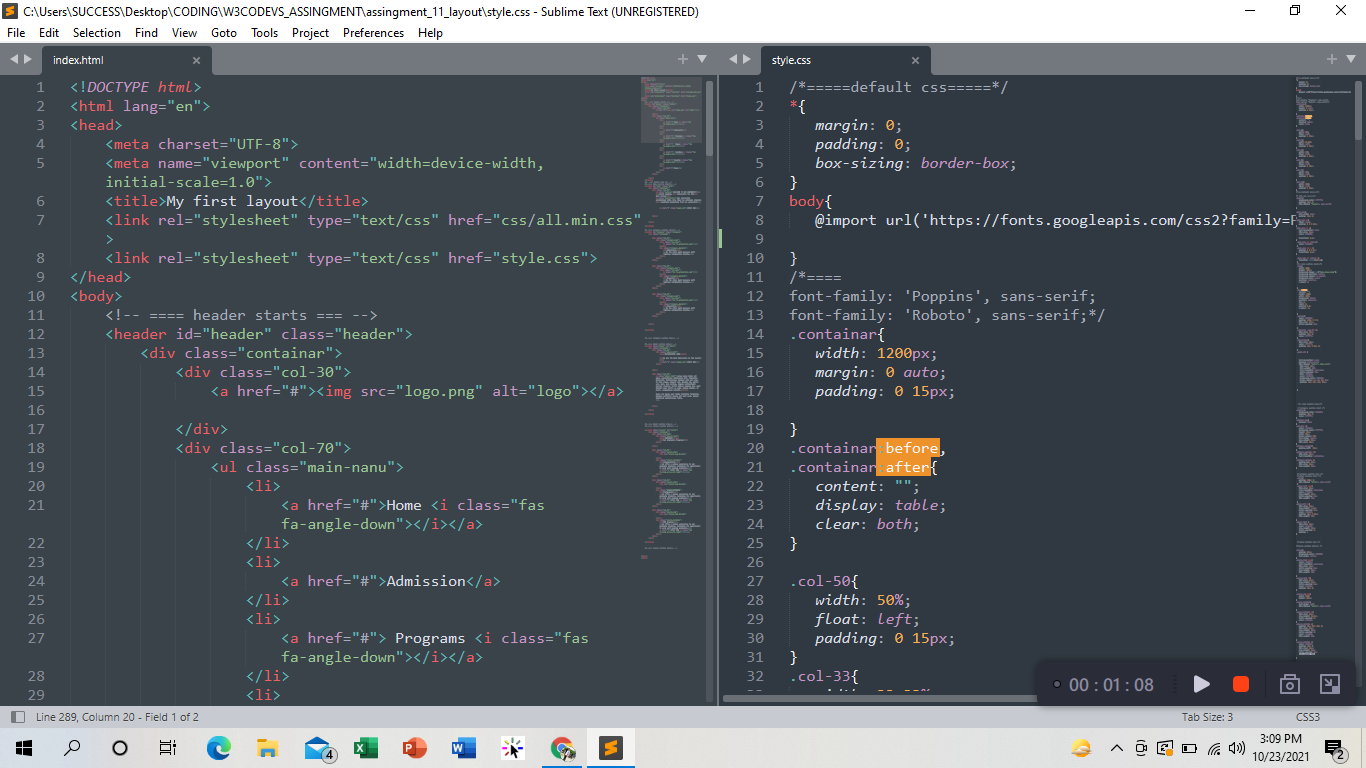 C:\Users\SUCCESS\Desktop\CODING\W3CODEVS_ASSINGMENT\assingment_11_layout\style.css - Sublime Text (UNREGISTERED)
File Edit Selection Find View Goto Tools Project Preferences Help
index.html
1 <!DOCTYPE html>
2 <html lang="en">
3 <head>
4 <meta charset="UTF-8">
5 <meta name="viewport" content="width=device-width,
initial-scale=1.0">
6 <title>My first layout</title>
7 <link rel="stylesheet" type="text/css" href="css/all.min.css"
>
8 <link rel="stylesheet" type="text/css" href="style.css">
9 </head>
10 <body>
11 <!-- ==== header starts === -->
12 <header id="header" class="header">
13 <div class="containar">
14 <div class="col-30">
15 <a href="#"><img src="logo.png" alt="logo"></a>
16
17 </div>
18 <div class="col-70">
19 <ul class="main-nanu">
20 <li>
21 <a href="#">Home <i class="fas
fa-angle-down"></i></a>
22 </li>
23 <li>
24 <a href="#">Admission</a>
25 </li>
26 <li>
27 <a href="#"> Programs <i class="fas
fa-angle-down"></i></a>
28 </li>
29 <li>
style.css
1 /*=====default css=====*/
2 *{
3 margin: 0;
4 padding: 0;
5 box-sizing: border-box;
6 }
7 body{
8 @import url('https://fonts.googleapis.com/css2?family=
9
10 }
11 /*====
12 font-family: 'Poppins', sans-serif;
13 font-family: 'Roboto', sans-serif;*/
14 .containar{
15 width: 1200px;
16 margin: 0 auto;
17 padding: 0 15px;
18
19 }
20 .containar:before,
21 .containar:after{
22 content: "";
23 display: table;
24 clear: both;
25 }
26
27 .col-50{
28 width: 50%;
29 float: left;
30 padding: 0 15px;
31 }
32 .col-33{
00 : 01 : 08
Line 289, Column 20 - Field 1 of 2
Tab Size: 3
CSS3
4
3:09 PM
10/23/2021
2